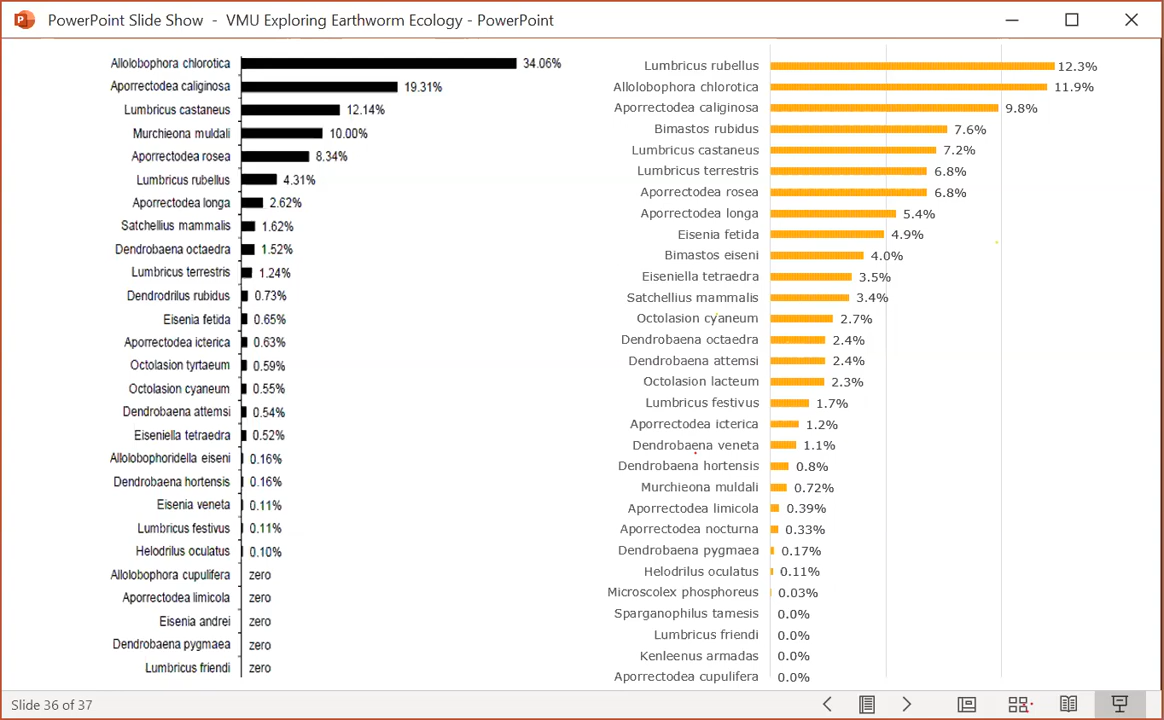 PowerPoint Slide Show - VMU Exploring Earthworm Ecology - PowerPoint
Allolobophora chlorotica 34.06%
Aporrectodea caliginosa 19.31%
Lumbricus castaneus 12.14%
Murchieona muldali 10.00%
Aporrectodea rosea 8.34%
Lumbricus rubellus 4.31%
Aporrectodea longa 2.62%
Satchellius mammalis 1.62%
Dendrobaena octaedra 1.52%
Lumbricus terrestris 1.24%
Dendrodrilus rubidus 0.73%
Eisenia fetida 0.65%
Aporrectodea icterica 0.63%
Octolasion tyrtaeum 0.59%
Octolasion cyaneum 0.55%
Dendrobaena attemsi 0.54%
Eiseniella tetraedra 0.52%
Allolobophoridella eiseni 0.16%
Dendrobaena hortensis 0.16%
Eisenia veneta 0.11%
Lumbricus festivus 0.11%
Helodrilus oculatus 0.10%
Allolobophora cupulifera zero
Aporrectodea limicola zero
Eisenia andrei zero
Dendrobaena pygmaea zero
Lumbricus friendi zero
Lumbricus rubellus 12.3%
Allolobophora chlorotica 11.9%
Aporrectodea caliginosa 9.8%
Bimastos rubidus 7.6%
Lumbricus castaneus 7.2%
Lumbricus terrestris 6.8%
Aporrectodea rosea 6.8%
Aporrectodea longa 5.4%
Eisenia fetida 4.9%
Bimastos eiseni 4.0%
Eiseniella tetraedra 3.5%
Satchellius mammalis 3.4%
Octolasion cyaneum 2.7%
Dendrobaena octaedra 2.4%
Dendrobaena attemsi 2.4%
Octolasion lacteum 2.3%
Lumbricus festivus 1.7%
Aporrectodea icterica 1.2%
Dendrobaena veneta 1.1%
Dendrobaena hortensis 0.8%
Murchieona muldali 0.72%
Aporrectodea limicola 0.39%
Aporrectodea nocturna 0.33%
Dendrobaena pygmaea 0.17%
Helodrilus oculatus 0.11%
Microscolex phosphoreus 0.03%
Sparganophilus tamesis 0.0%
Lumbricus friendi 0.0%
Kenleenus armadas 0.0%
Aporrectodea cupulifera 0.0%
Slide 36 of 37